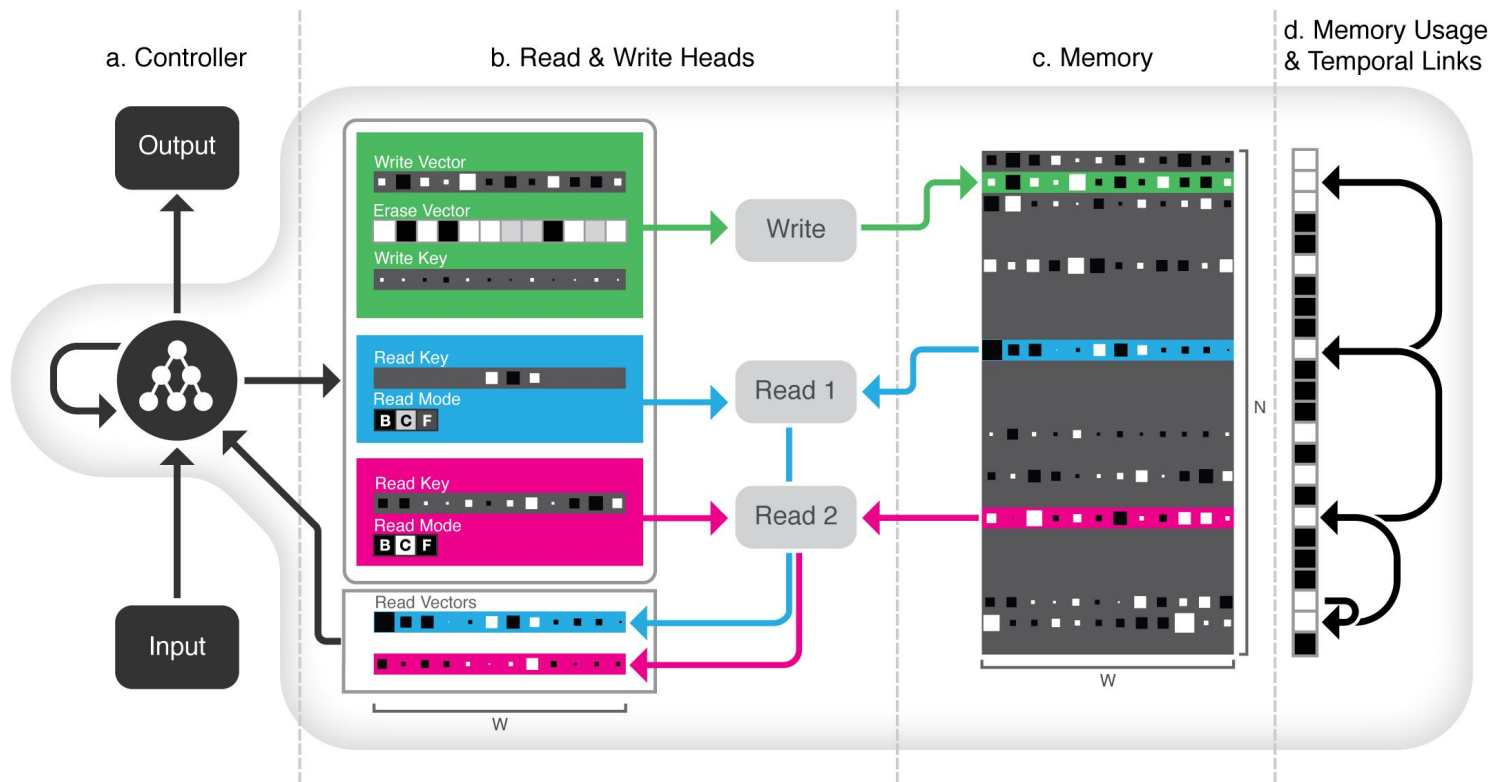 a. Controller
b. Read & Write Heads
c. Memory
d. Memory Usage
& Temporal Links
Output
Input
Write Vector
Erase Vector
Write Key
Read Key
Read Mode
B C F
Read Key
Read Mode
B C F
Read Vectors
W
Write
Read 1
Read 2
N
W